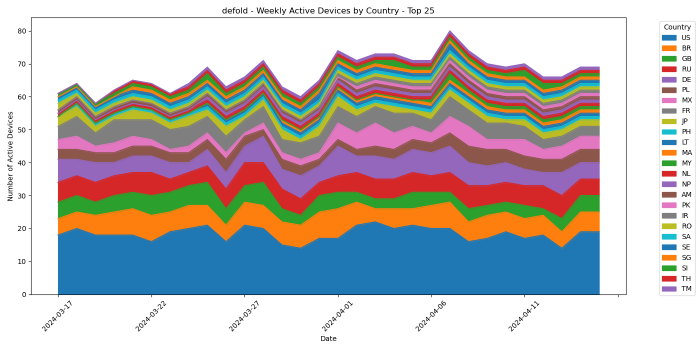 defold - Weekly Active Devices by Country - Top 25
Number of Active Devices
80
70
60
50
40
30
20
10
0
2024-03-17
2024-03-22
2024-03-27
2024-04-01
2024-04-06
2024-04-11
Date
Country
US
BR
GB
RU
DE
PL
MX
FR
JP
PH
LT
MA
MY
NL
NP
AM
PK
IR
RO
SA
SE
SG
SI
TH
TM